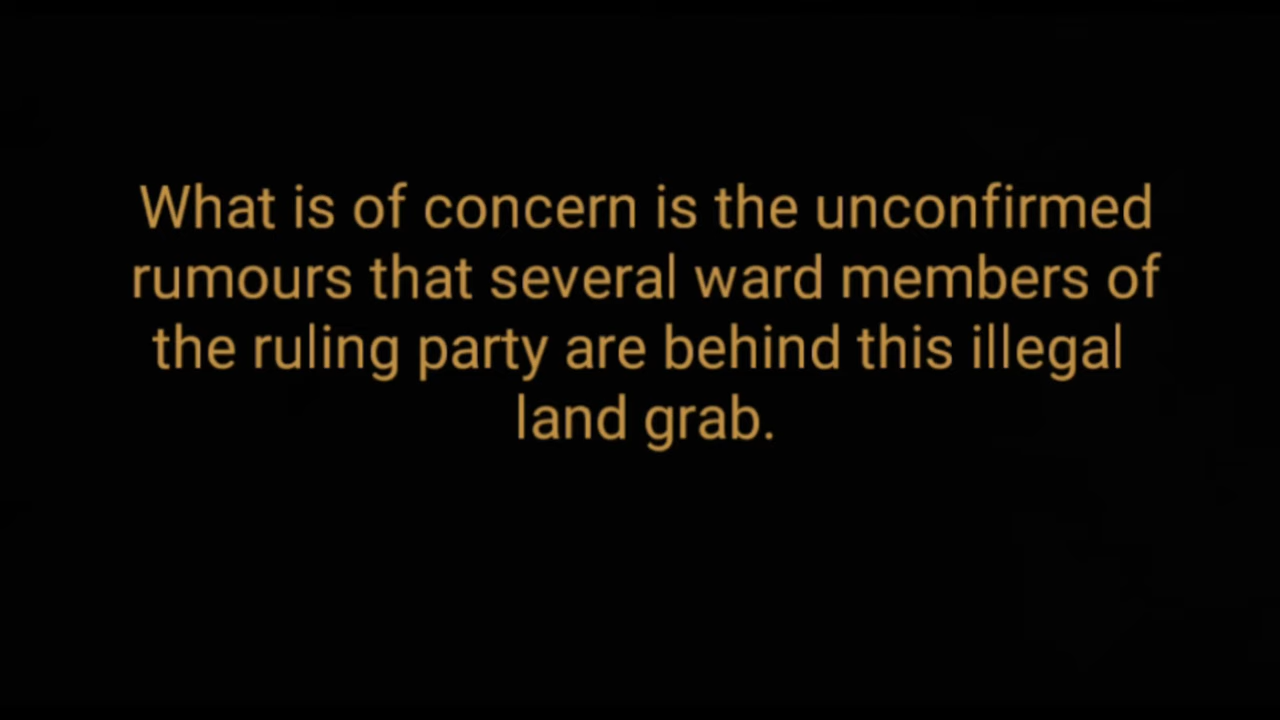 What is of concern is the unconfirmed
rumours that several ward members of
the ruling party are behind this illegal
land grab.